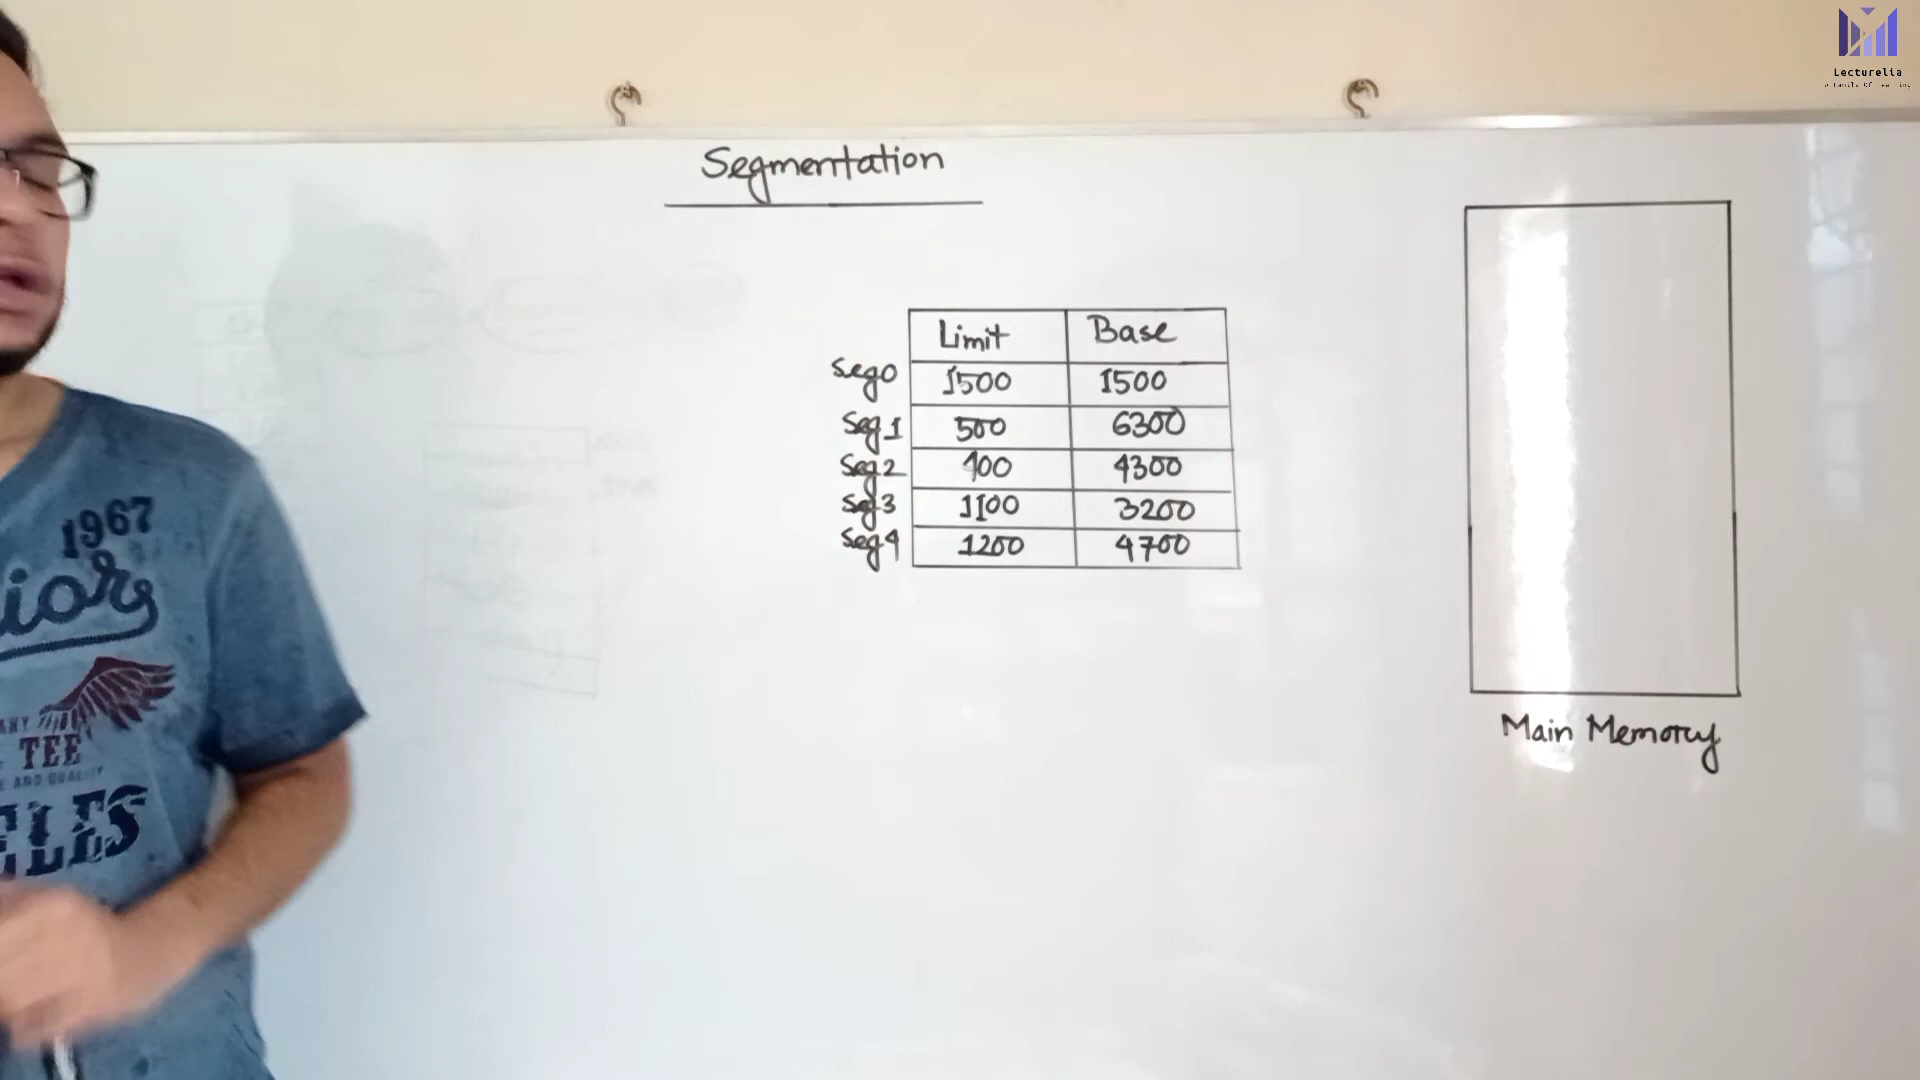 Lecturelia
Segmentation
Limit Base
Seg0 1500 1500
Seg1 500 6300
Seg2 400 4300
Seg3 1100 3200
Seg4 1200 4700
Main Memory
1967
TEE